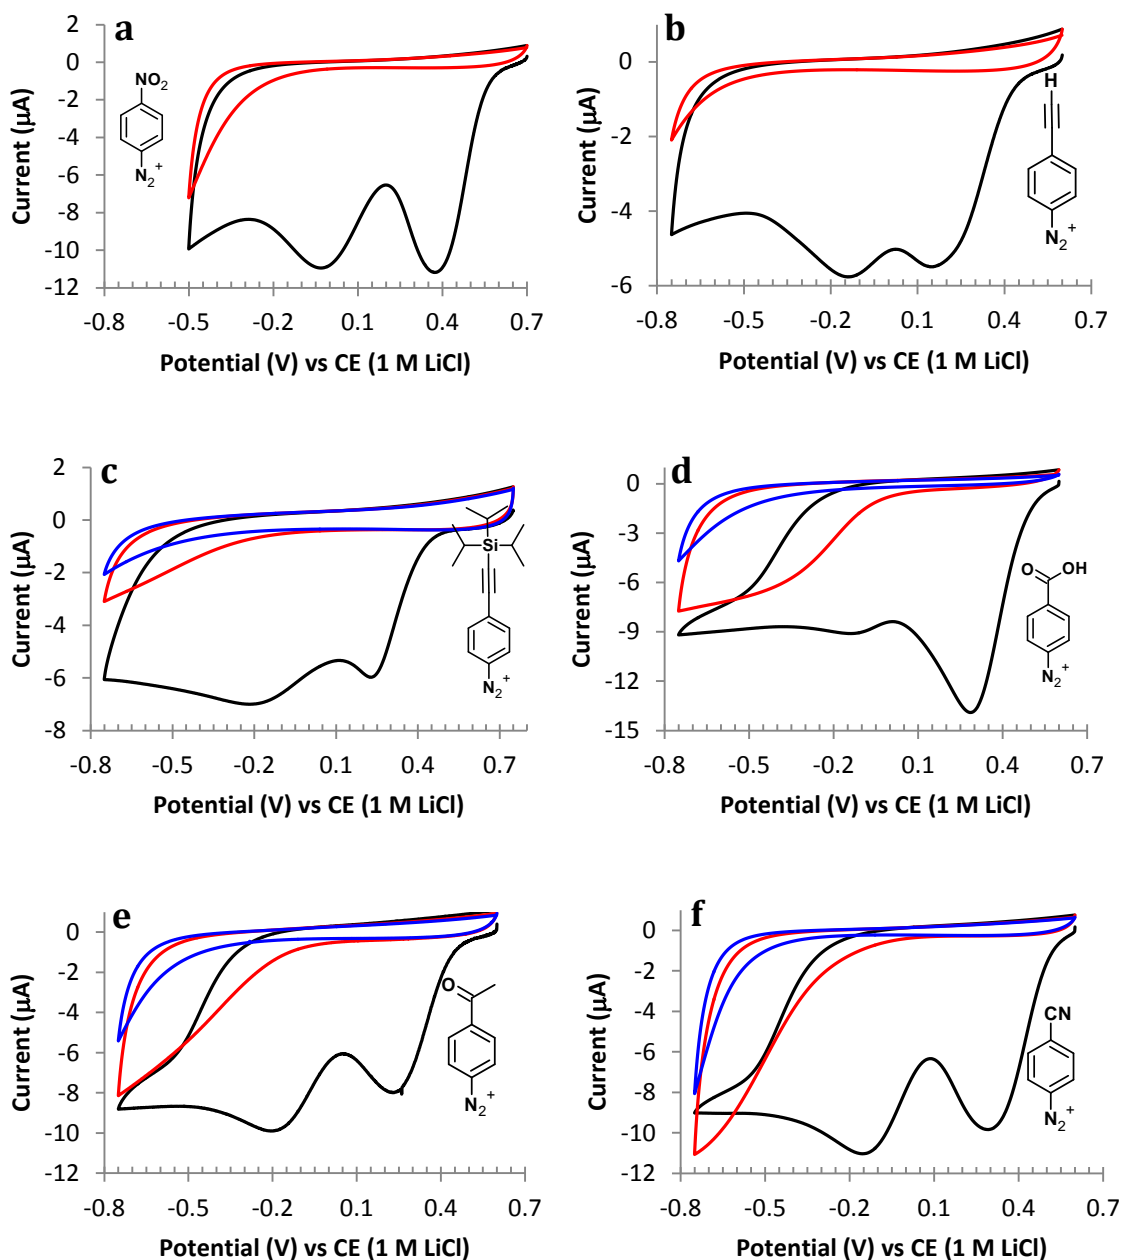 a
2
0
-2
-4
-6
-8
-10
-12
Current (µA)
NO2
N2+
-0.8 -0.5 -0.2 0.1 0.4 0.7
Potential (V) vs CE (1 M LiCl)
b
0
-2
-4
-6
Current (µA)
H
N2+
-0.8 -0.5 -0.2 0.1 0.4 0.7
Potential (V) vs CE (1 M LiCl)
c
2
0
-2
-4
-6
-8
Current (µA)
Si
N2+
-0.8 -0.5 -0.2 0.1 0.4 0.7
Potential (V) vs CE (1 M LiCl)
d
0
-3
-6
-9
-12
-15
Current (µA)
O OH
N2+
-0.8 -0.5 -0.2 0.1 0.4 0.7
Potential (V) vs CE (1 M LiCl)
e
0
-2
-4
-6
-8
-10
-12
Current (µA)
O
N2+
-0.8 -0.5 -0.2 0.1 0.4 0.7
Potential (V) vs CE (1 M LiCl)
f
0
-2
-4
-6
-8
-10
-12
Current (µA)
CN
N2+
-0.8 -0.5 -0.2 0.1 0.4 0.7
Potential (V) vs CE (1 M LiCl)